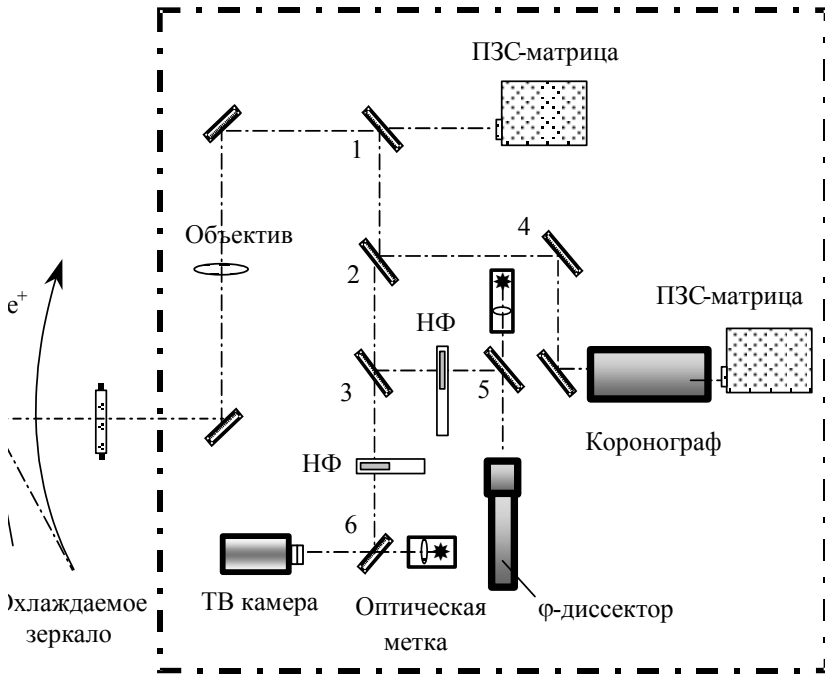 ПЗС-матрица
1
Объектив
4
2
e⁺
ПЗС-матрица
НФ
3
5
Коронограф
НФ
6
ТВ камера
Оптическая
метка
φ-диссектор
зеркало